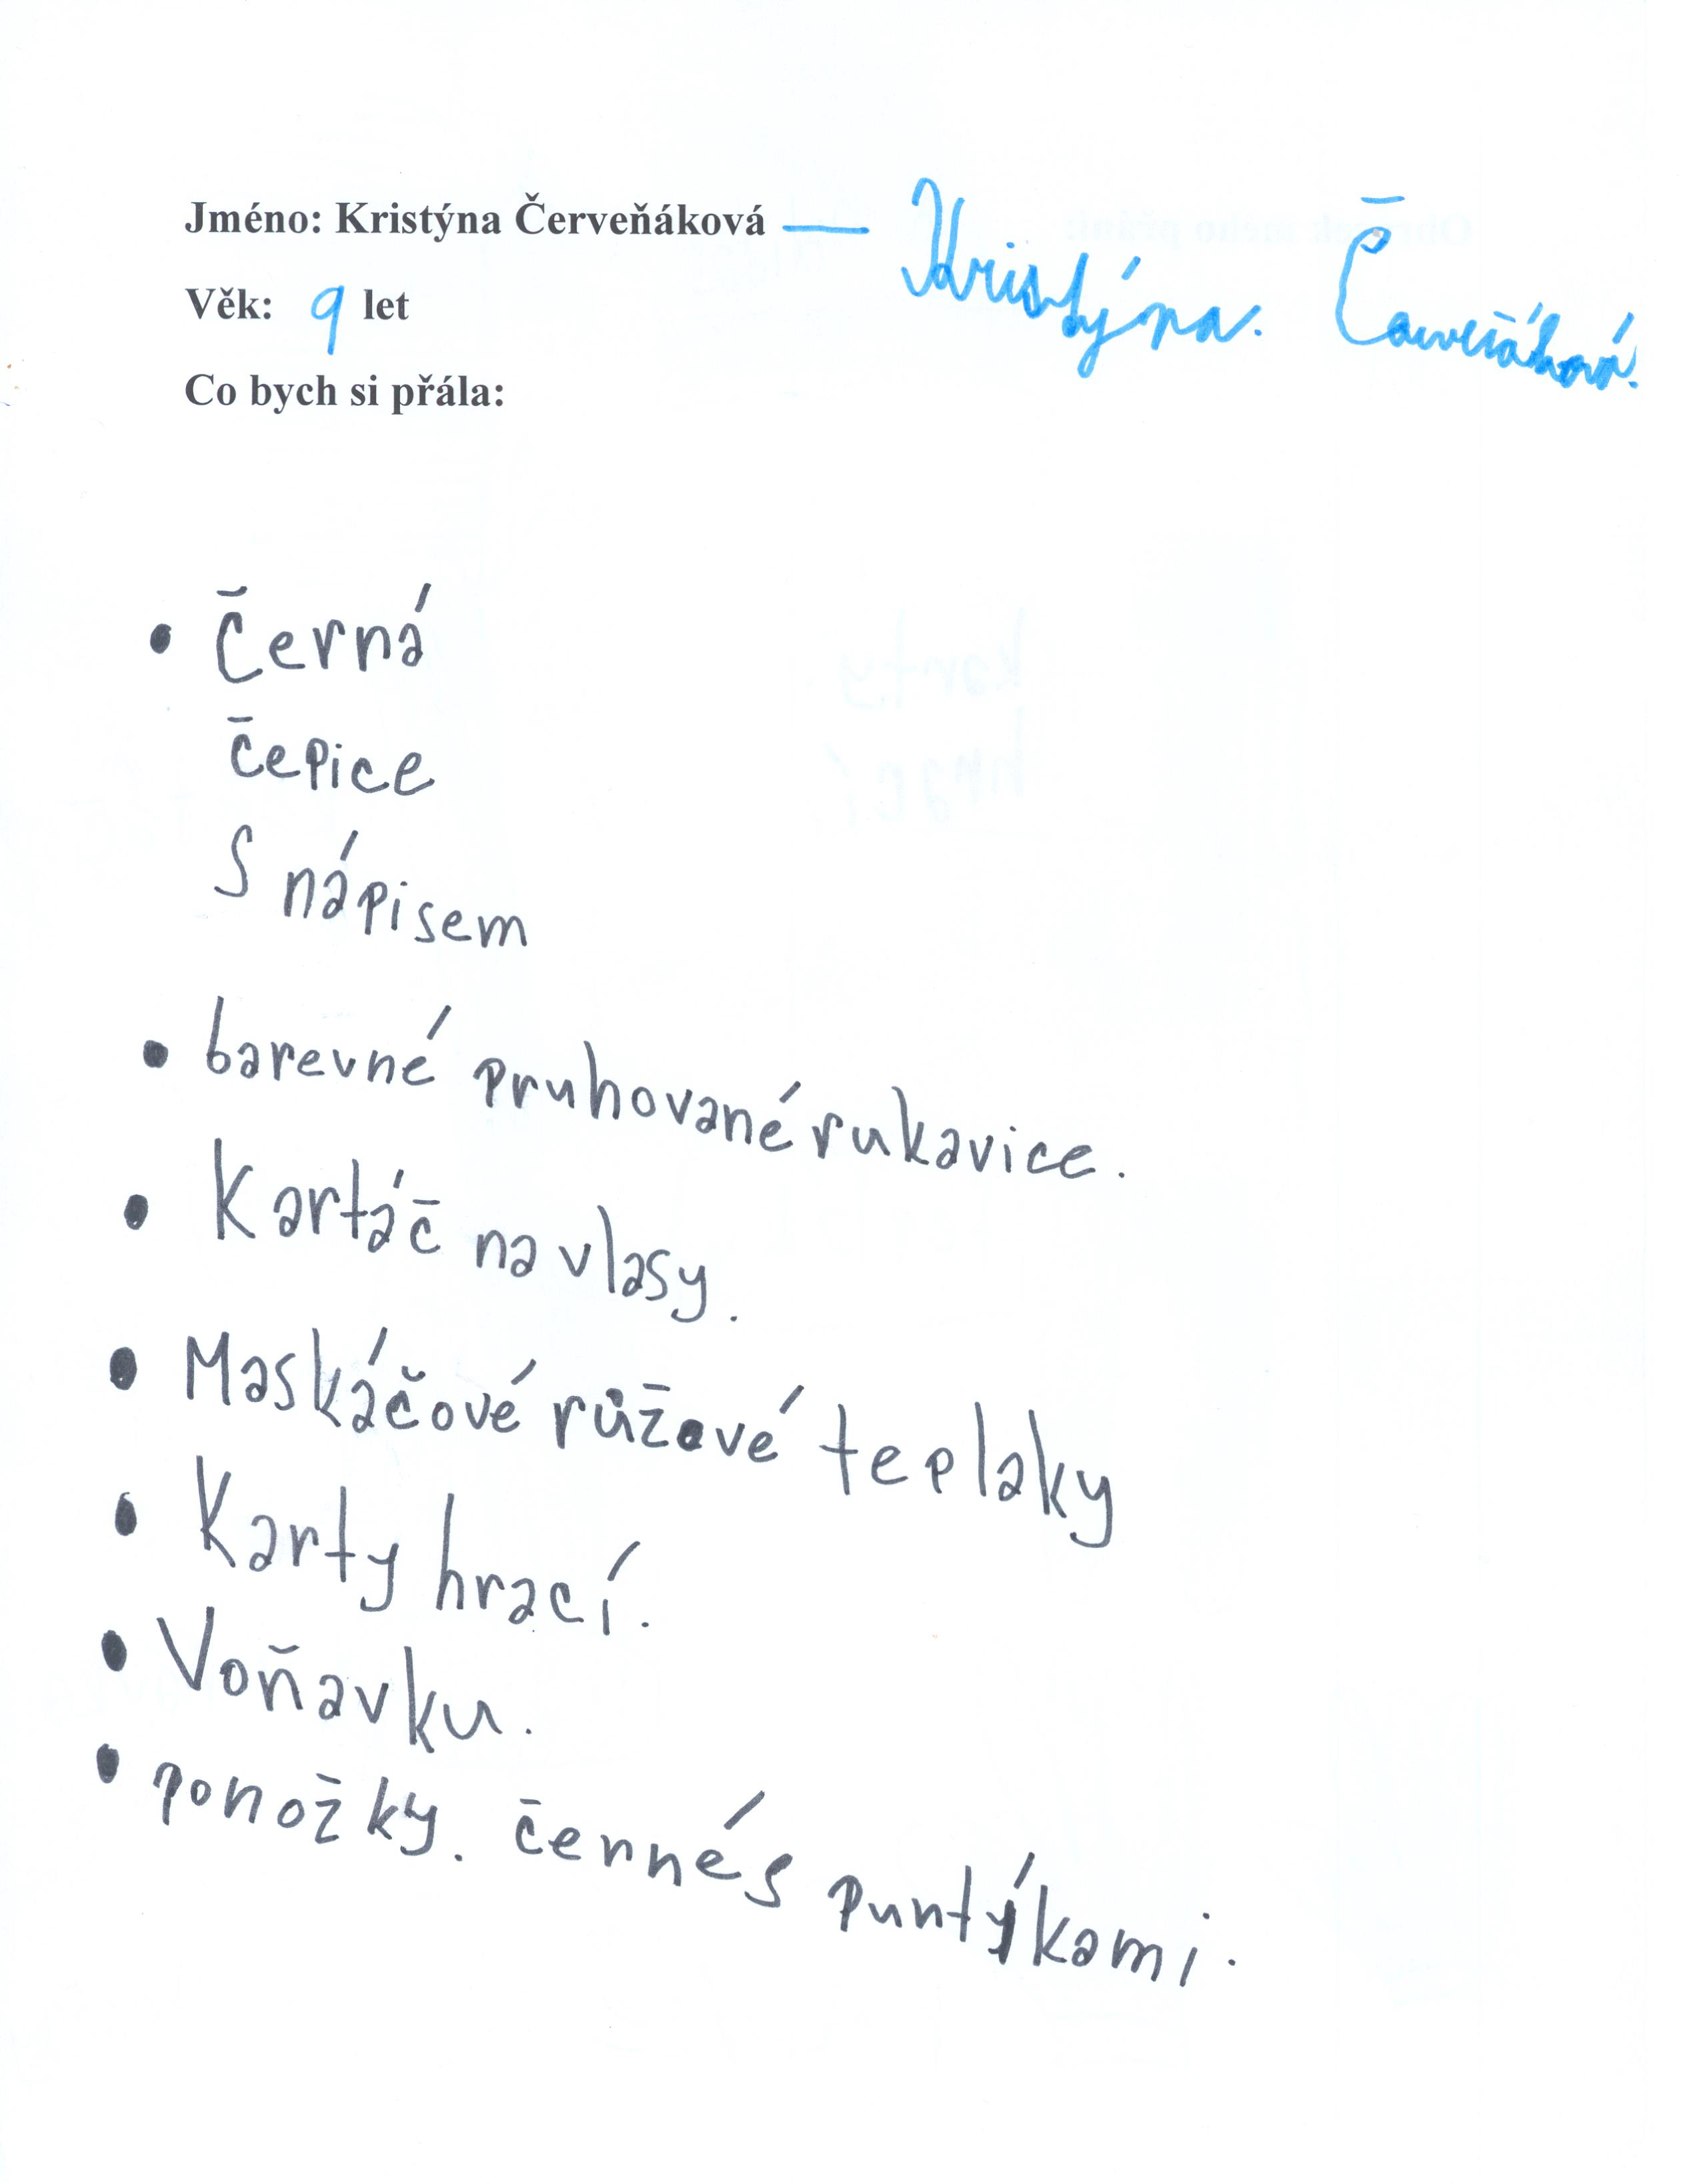 Jméno: Kristýna Červeňáková — Kristýna. Červeňáková.
Věk: 9 let
Co bych si přála:
• Černá
čepice
S nápisem
• barevné pruhované rukavice.
• Kartáč na vlasy.
• Maskáčové růžové teplaky
• Karty hrací.
• Voňavku.
• ponožky. černé s puntýkami.